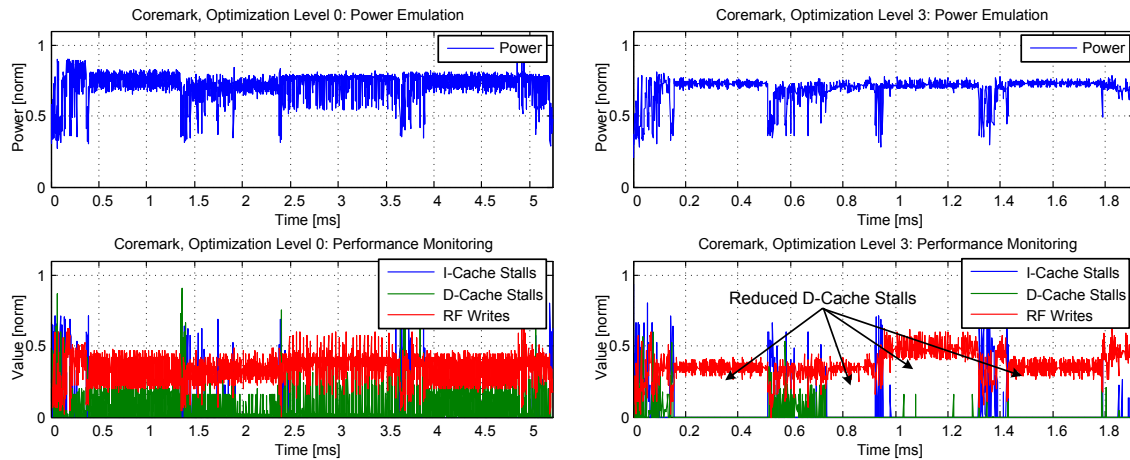 Coremark, Optimization Level 0: Power Emulation
1
0.5
0
Power [norm]
Power
0 0.5 1 1.5 2 2.5 3 3.5 4 4.5 5
Time [ms]
Coremark, Optimization Level 3: Power Emulation
1
0.5
0
Power [norm]
Power
0 0.2 0.4 0.6 0.8 1 1.2 1.4 1.6 1.8
Time [ms]
Coremark, Optimization Level 0: Performance Monitoring
1
0.5
0
Value [norm]
I-Cache Stalls
D-Cache Stalls
RF Writes
0 0.5 1 1.5 2 2.5 3 3.5 4 4.5 5
Time [ms]
Coremark, Optimization Level 3: Performance Monitoring
1
0.5
0
Value [norm]
I-Cache Stalls
D-Cache Stalls
RF Writes
Reduced D-Cache Stalls
0 0.2 0.4 0.6 0.8 1 1.2 1.4 1.6 1.8
Time [ms]